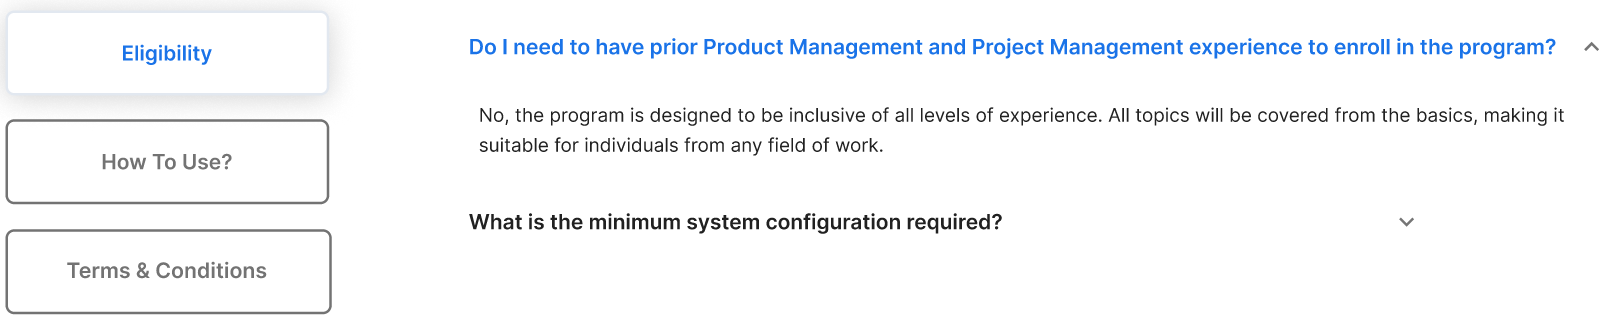 Eligibility
How To Use?
Terms & Conditions
Do I need to have prior Product Management and Project Management experience to enroll in the program?
No, the program is designed to be inclusive of all levels of experience. All topics will be covered from the basics, making it
suitable for individuals from any field of work.
What is the minimum system configuration required?